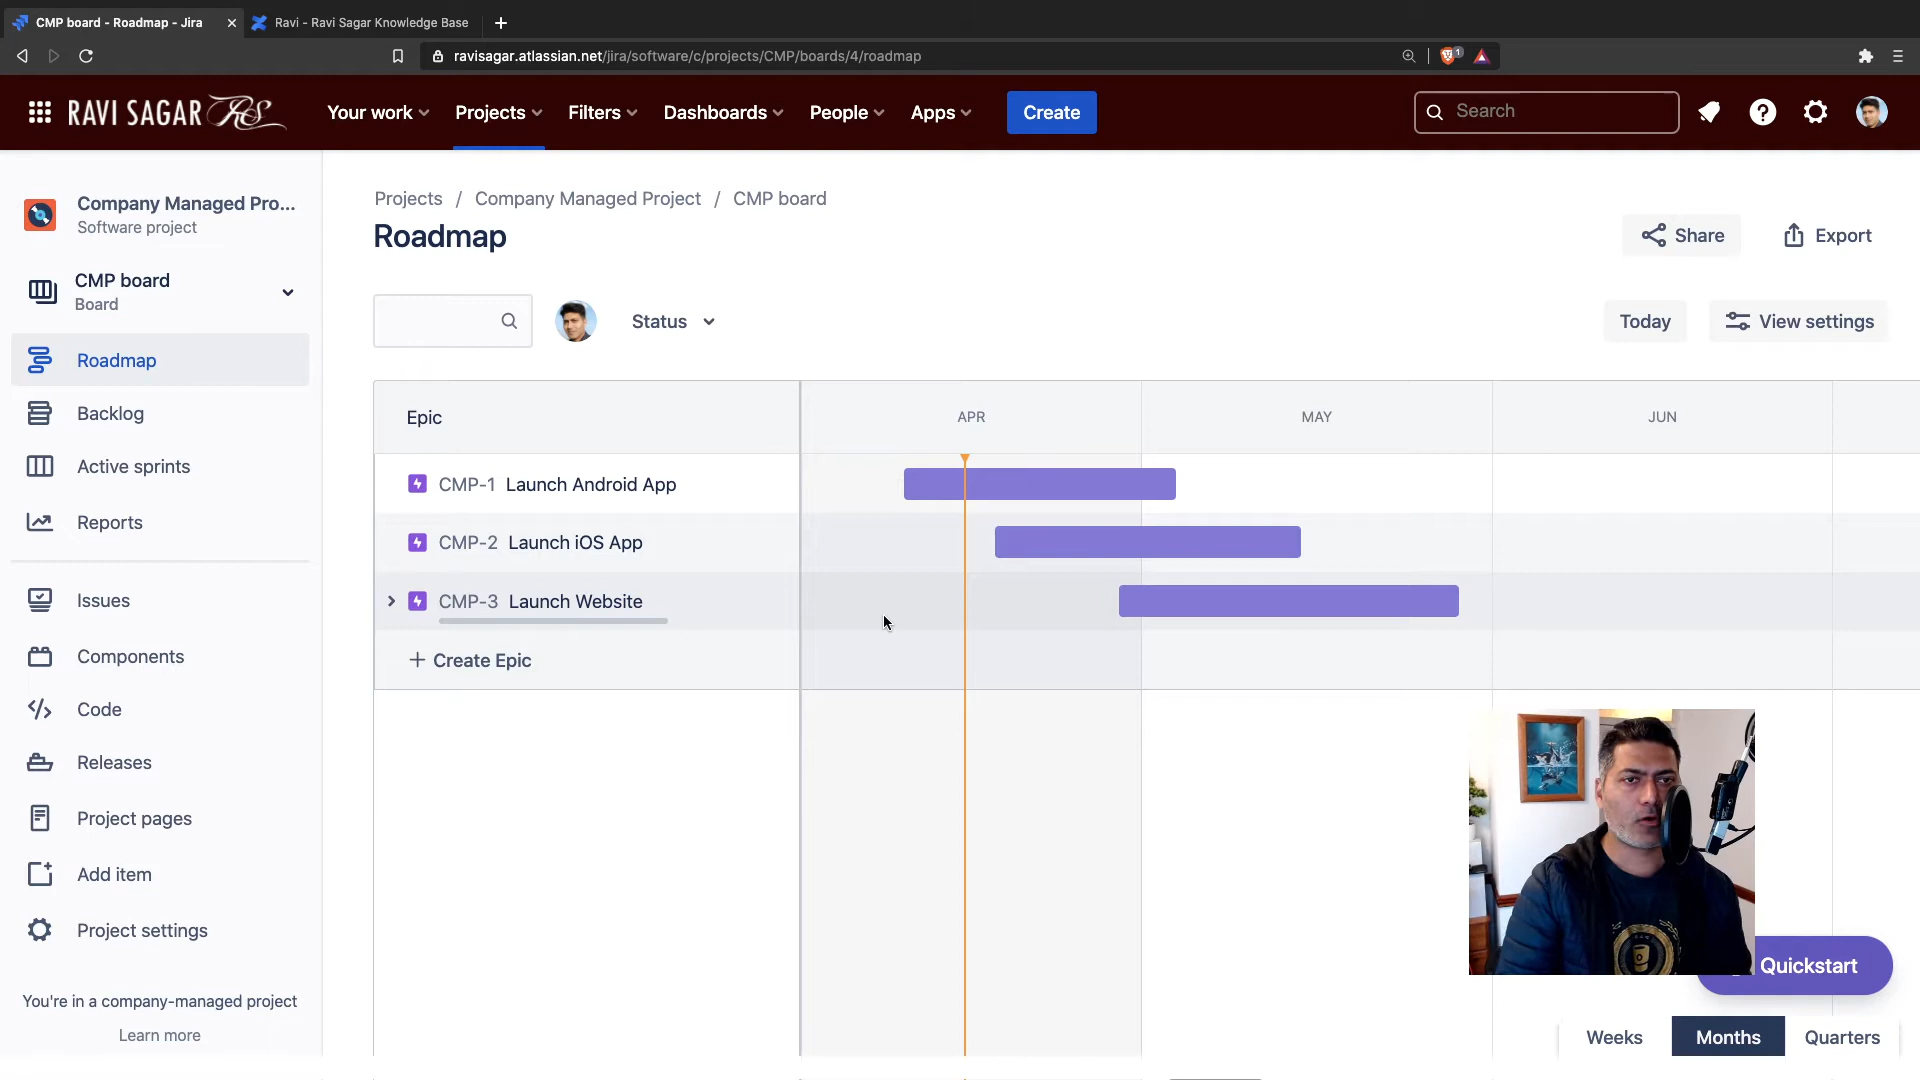 CMP board - Roadmap - Jira
Ravi - Ravi Sagar Knowledge Base
ravisagar.atlassian.net/jira/software/c/projects/CMP/boards/4/roadmap
1
RAVI SAGAR RS
Your work
Projects
Filters
Dashboards
People
Apps
Create
Search
Company Managed Pro...
Software project
CMP board
Board
Roadmap
Backlog
Active sprints
Reports
Issues
Components
Code
Releases
Project pages
Add item
Project settings
You're in a company-managed project
Learn more
Projects / Company Managed Project / CMP board
Roadmap
Share
Export
Status
Today
View settings
Epic
APR
MAY
JUN
CMP-1 Launch Android App
CMP-2 Launch iOS App
CMP-3 Launch Website
+ Create Epic
Quickstart
Weeks
Months
Quarters